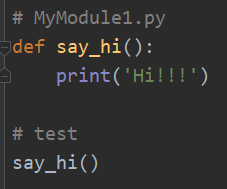 # MyModule1.py
def say_hi():
    print('Hi!!!')

# test
say_hi()